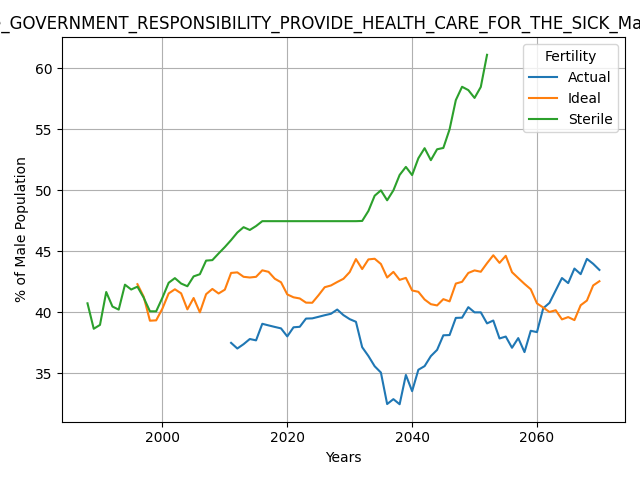 _GOVERNMENT_RESPONSIBILITY_PROVIDE_HEALTH_CARE_FOR_THE_SICK_Ma
Fertility
Actual
Ideal
Sterile
60
55
50
45
40
35
% of Male Population
2000
2020
2040
2060
Years